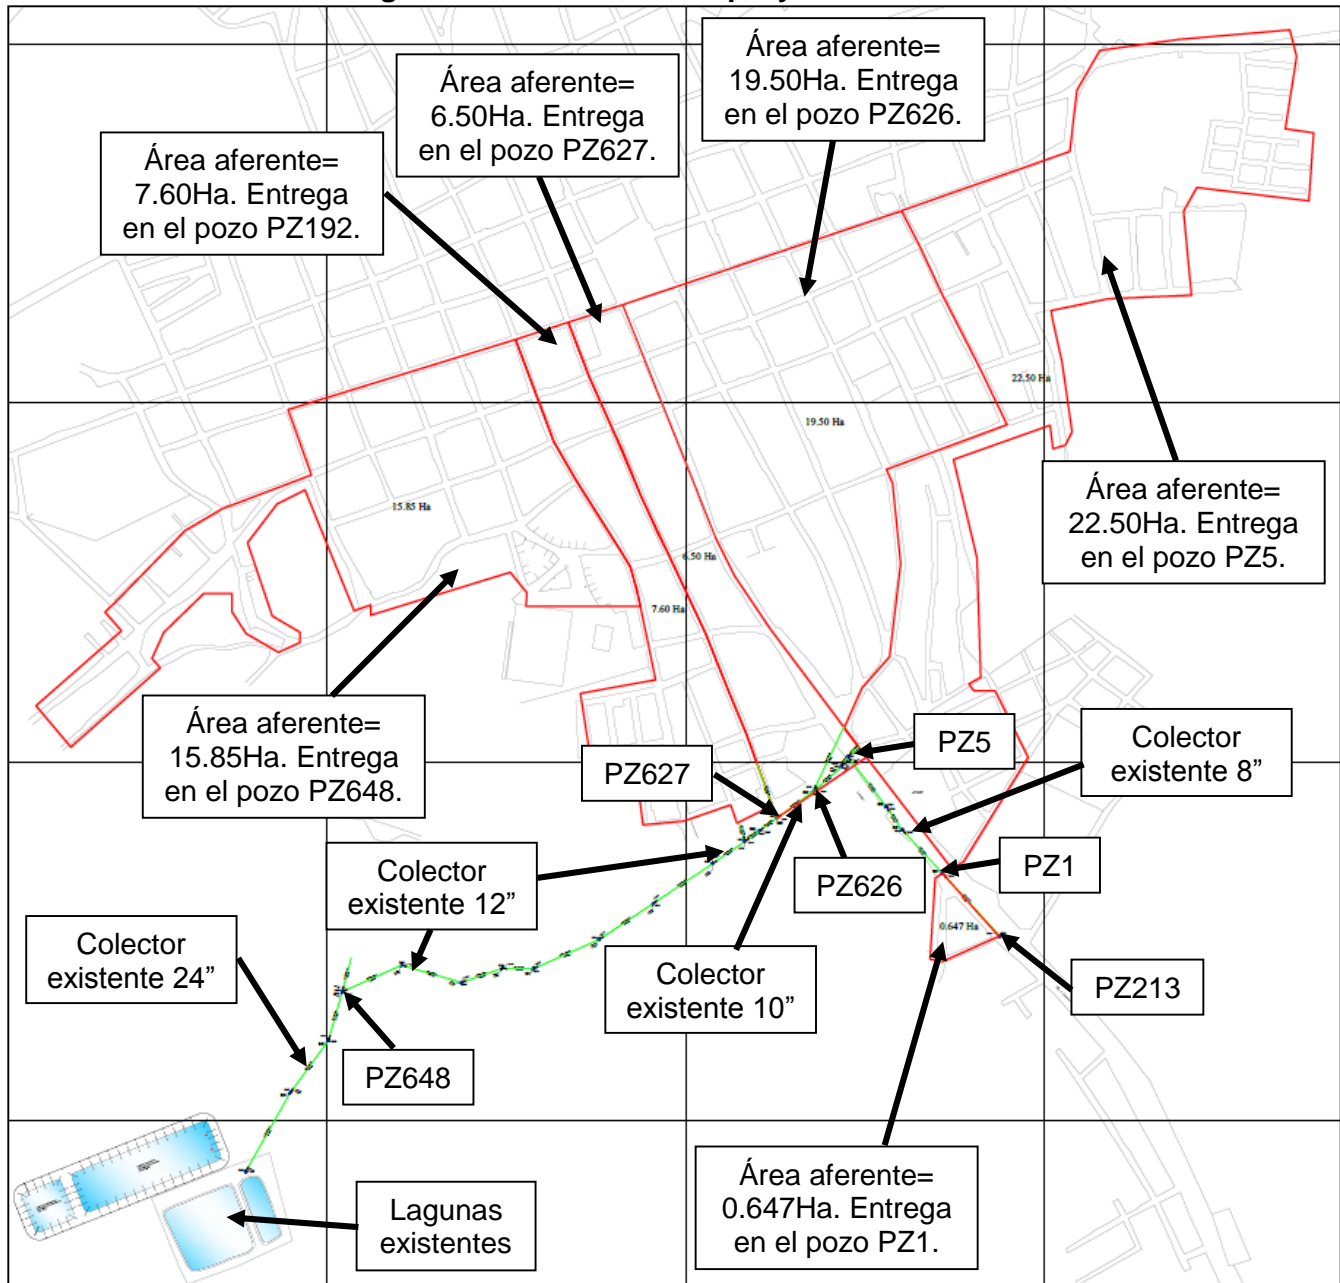 Área aferente=
19.50Ha. Entrega
en el pozo PZ626.
Área aferente=
6.50Ha. Entrega
en el pozo PZ627.
Área aferente=
7.60Ha. Entrega
en el pozo PZ192.
22.50 Ha
19.50 Ha
15.85 Ha
Área aferente=
22.50Ha. Entrega
en el pozo PZ5.
6.50 Ha
7.60 Ha
Área aferente=
15.85Ha. Entrega
en el pozo PZ648.
PZ5
Colector
existente 8”
PZ627
Colector
existente 12”
PZ626
PZ1
0.647 Ha
Colector
existente 24”
Colector
existente 10”
PZ213
PZ648
Área aferente=
0.647Ha. Entrega
en el pozo PZ1.
Lagunas
existentes